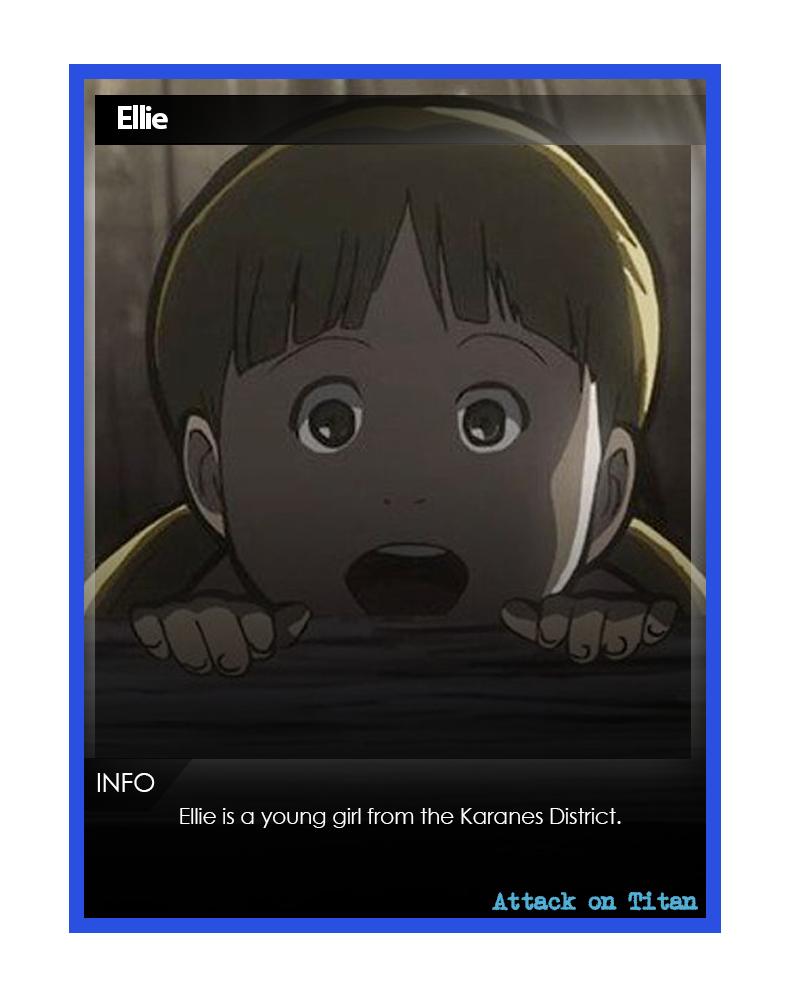 Ellie
INFO
Ellie is a young girl from the Karanes District.
Attack on Titan